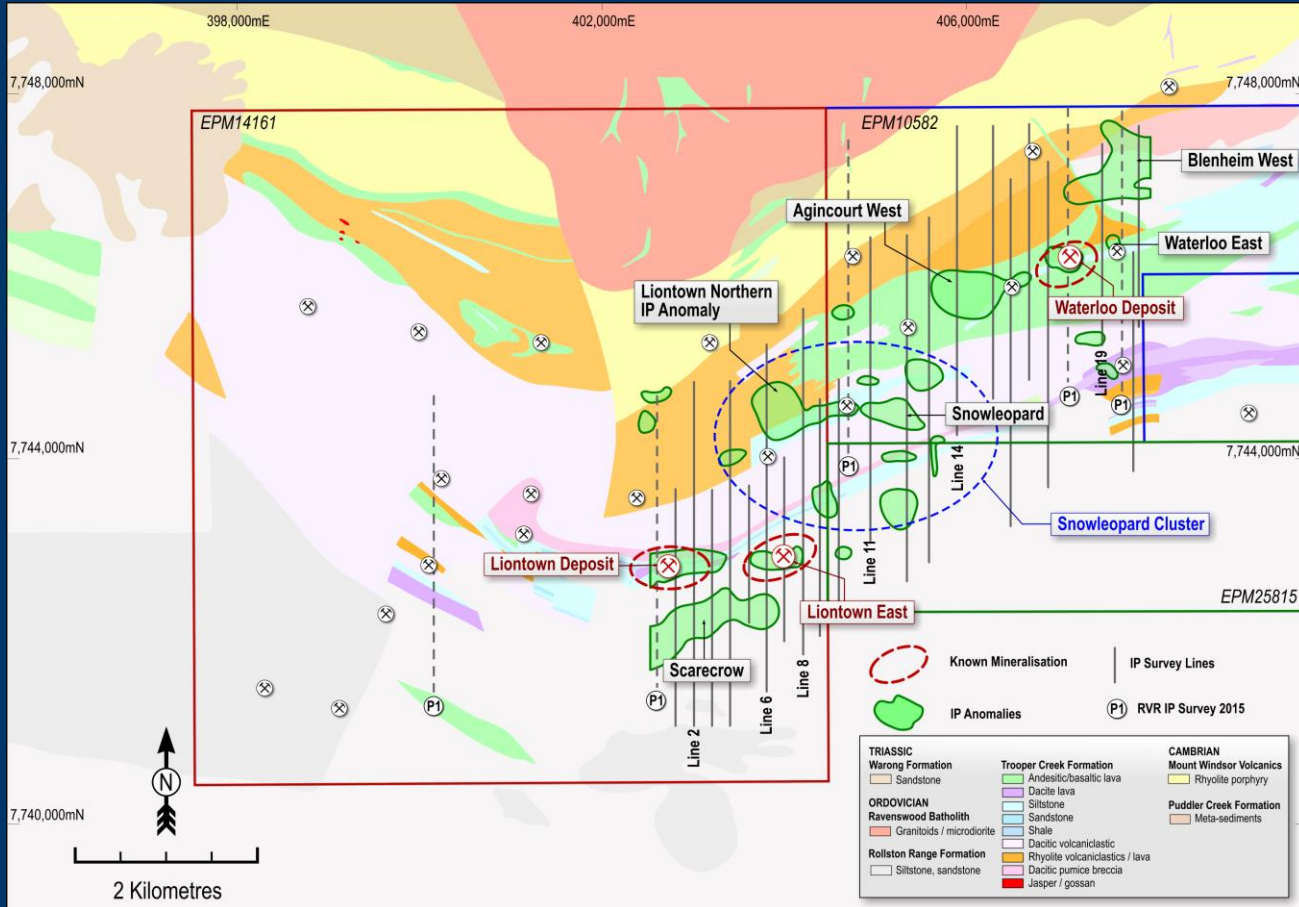 398,000mE
402,000mE
406,000mE
7,748,000mN
7,748,000mN
EPM14161
EPM10582
Blenheim West
Agincourt West
Waterloo East
Liontown Northern
IP Anomaly
Waterloo Deposit
Line 19
P1
P1
Snowleopard
7,744,000mN
7,744,000mN
P1
Line 14
Snowleopard Cluster
Line 11
Liontown Deposit
EPM25815
Liontown East
Scarecrow
Line 8
P1
P1
Line 6
Line 2
Known Mineralisation
IP Survey Lines
IP Anomalies
P1
RVR IP Survey 2015
N
7,740,000mN
2 Kilometres
TRIASSIC
Warong Formation
Sandstone
ORDOVICIAN
Ravenswood Batholith
Granitoids / microdiorite
Rollston Range Formation
Siltstone, sandstone
Trooper Creek Formation
Andesitic/basaltic lava
Dacite lava
Siltstone
Sandstone
Shale
Dacitic volcaniclastic
Rhyolite volcaniclastics / lava
Dacitic pumice breccia
Jasper / gossan
CAMBRIAN
Mount Windsor Volcanics
Rhyolite porphyry
Puddler Creek Formation
Meta-sediments